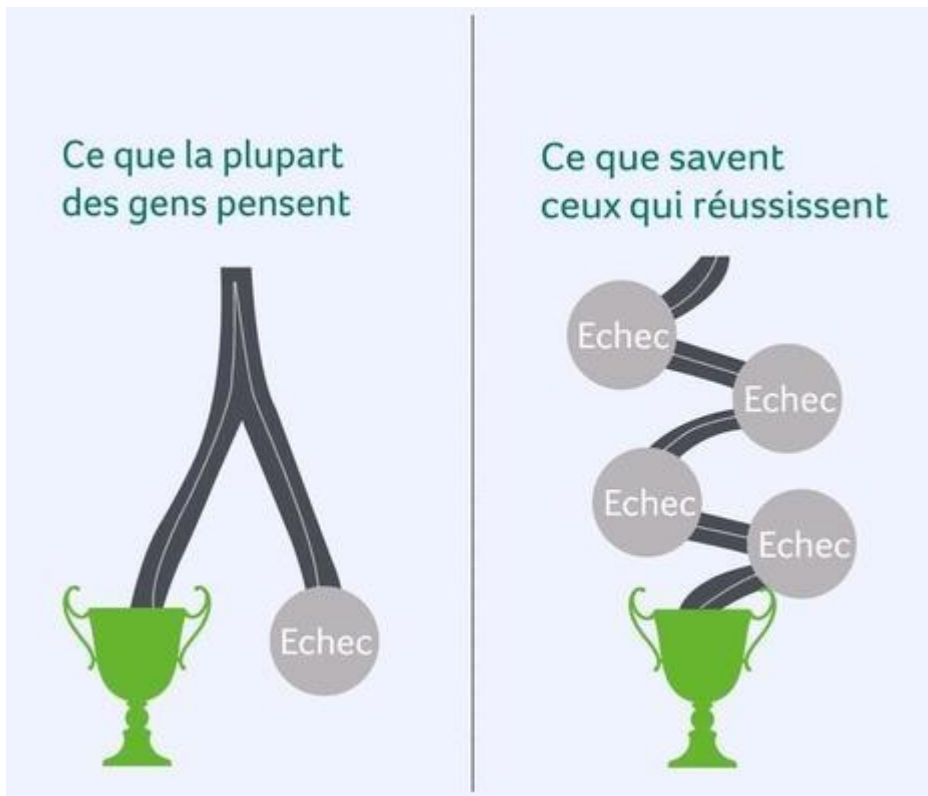 Ce que la plupart
des gens pensent
Echec
Ce que savent
ceux qui réussissent
Echec
Echec
Echec
Echec